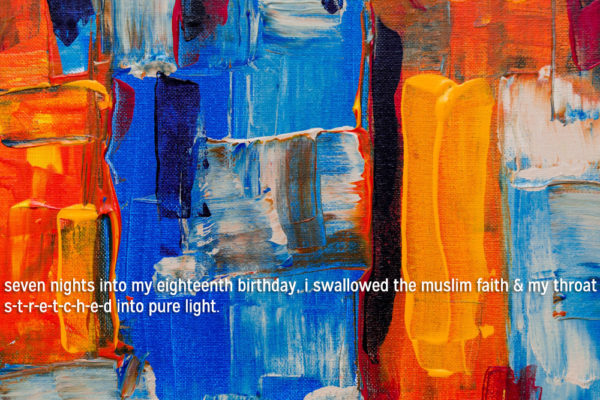 seven nights into my eighteenth birthday, i swallowed the muslim faith & my throat
s-t-r-e-t-c-h-e-d into pure light.